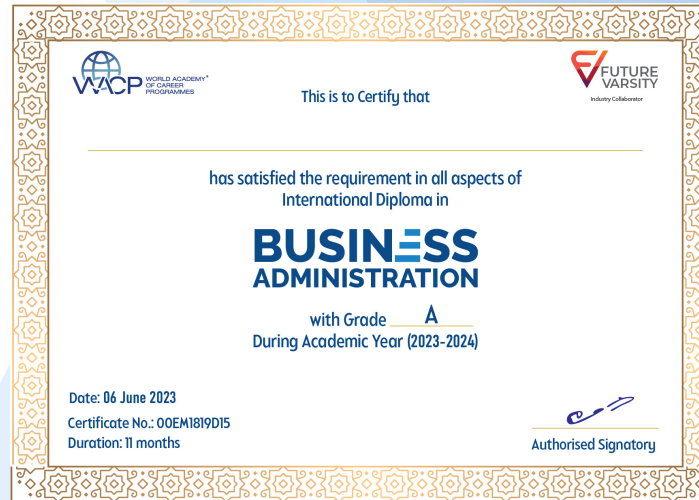 WACP
WORLD ACADEMY®
OF CAREER
PROGRAMMES
FUTURE
VARSITY
Industry Collaborator
This is to Certify that
has satisfied the requirement in all aspects of
International Diploma in
BUSINESS
ADMINISTRATION
with Grade A
During Academic Year (2023-2024)
Date: 06 June 2023
Certificate No.: 00EM1819D15
Duration: 11 months
Authorised Signatory